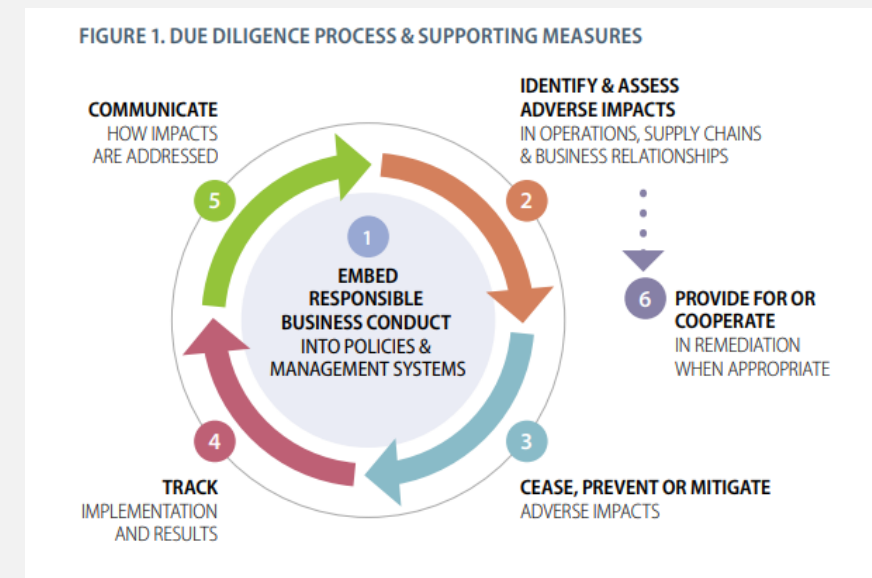 FIGURE 1. DUE DILIGENCE PROCESS & SUPPORTING MEASURES
1
EMBED
RESPONSIBLE
BUSINESS CONDUCT
INTO POLICIES &
MANAGEMENT SYSTEMS
2
IDENTIFY & ASSESS
ADVERSE IMPACTS
IN OPERATIONS, SUPPLY CHAINS
& BUSINESS RELATIONSHIPS
3
CEASE, PREVENT OR MITIGATE
ADVERSE IMPACTS
4
TRACK
IMPLEMENTATION
AND RESULTS
5
COMMUNICATE
HOW IMPACTS
ARE ADDRESSED
6
PROVIDE FOR OR
COOPERATE
IN REMEDIATION
WHEN APPROPRIATE